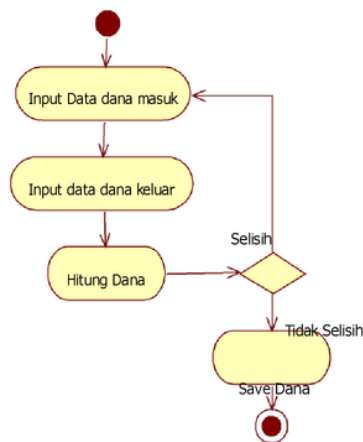 Input Data dana masuk
Input data dana keluar
Selisih
Hitung Dana
Tidak Selisih
Save Dana